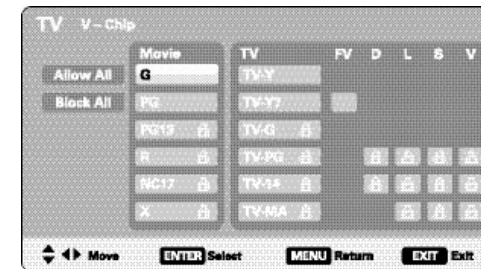 TV V-Chip
Movie TV FV D L S V
Allow All G TV-Y
Block All PG TV-Y7
PG13 TV-G
R TV-PG
NC17 TV-14
X TV-MA
Move ENTER Select MENU Return EXIT Exit